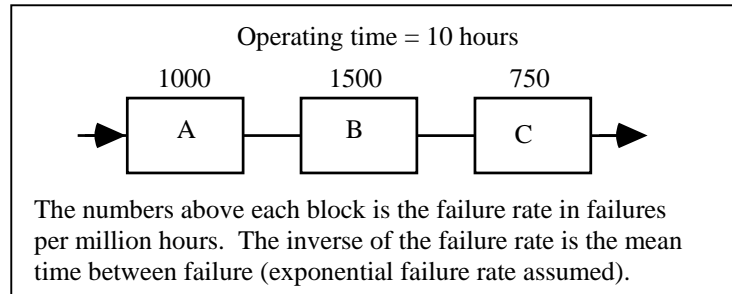 Operating time = 10 hours
1000 1500 750
A B C
The numbers above each block is the failure rate in failures
per million hours. The inverse of the failure rate is the mean
time between failure (exponential failure rate assumed).